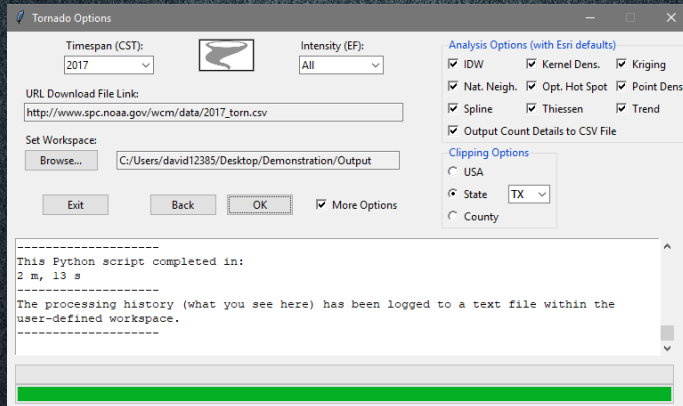 Tornado Options
Timespan (CST):
2017
Intensity (EF):
All
URL Download File Link:
http://www.spc.noaa.gov/wcm/data/2017_torn.csv
Set Workspace:
Browse...
C:/Users/david12385/Desktop/Demonstration/Output
Exit
Back
OK
More Options
Analysis Options (with Esri defaults)
IDW Kernel Dens. Kriging
Nat. Neigh. Opt. Hot Spot Point Dens
Spline Thiessen Trend
Output Count Details to CSV File
Clipping Options
USA
State TX
County
--------------------
This Python script completed in:
2 m, 13 s
--------------------
The processing history (what you see here) has been logged to a text file within the
user-defined workspace.
--------------------